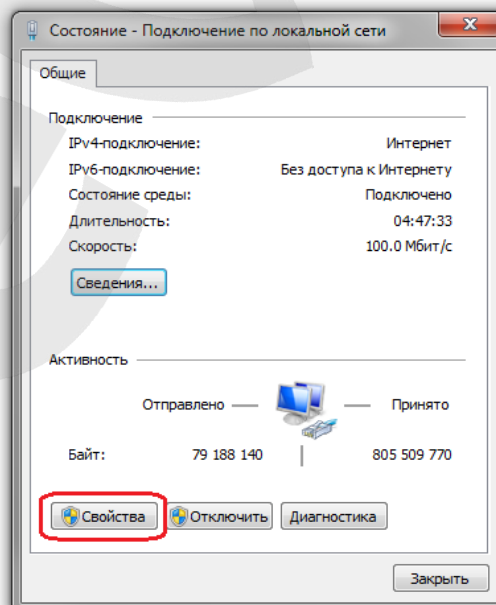 Состояние - Подключение по локальной сети
Общие
Подключение
IPv4-подключение: Интернет
IPv6-подключение: Без доступа к Интернету
Состояние среды: Подключено
Длительность: 04:47:33
Скорость: 100.0 Мбит/с
Сведения...
Активность
Отправлено — Принято
Байт: 79 188 140 | 805 509 770
Свойства Отключить Диагностика
Закрыть